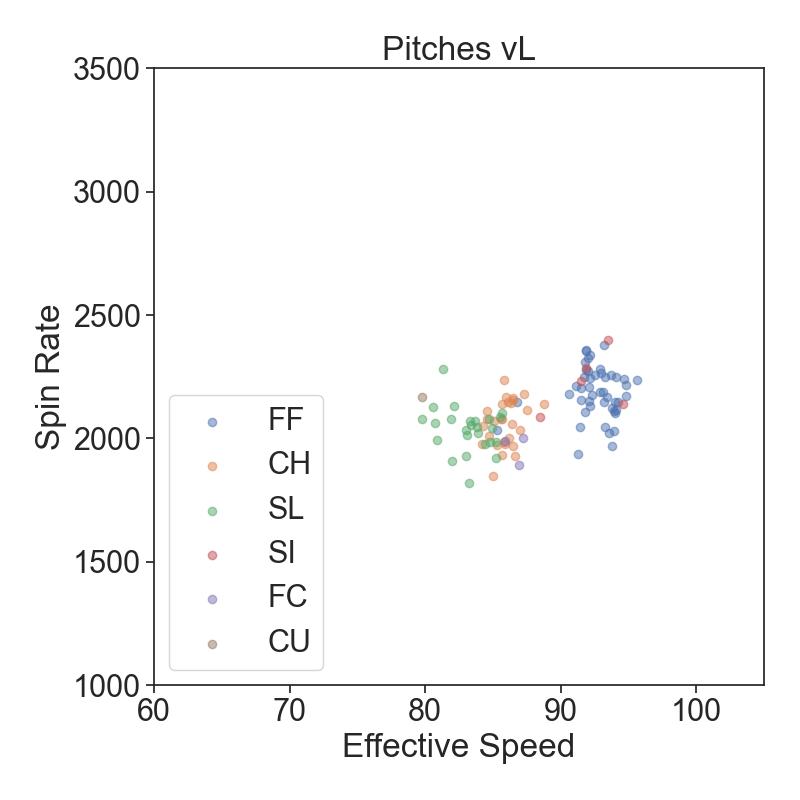 Pitches vL
3500
3000
2500
2000
1500
1000
Spin Rate
FF
CH
SL
SI
FC
CU
60 70 80 90 100
Effective Speed